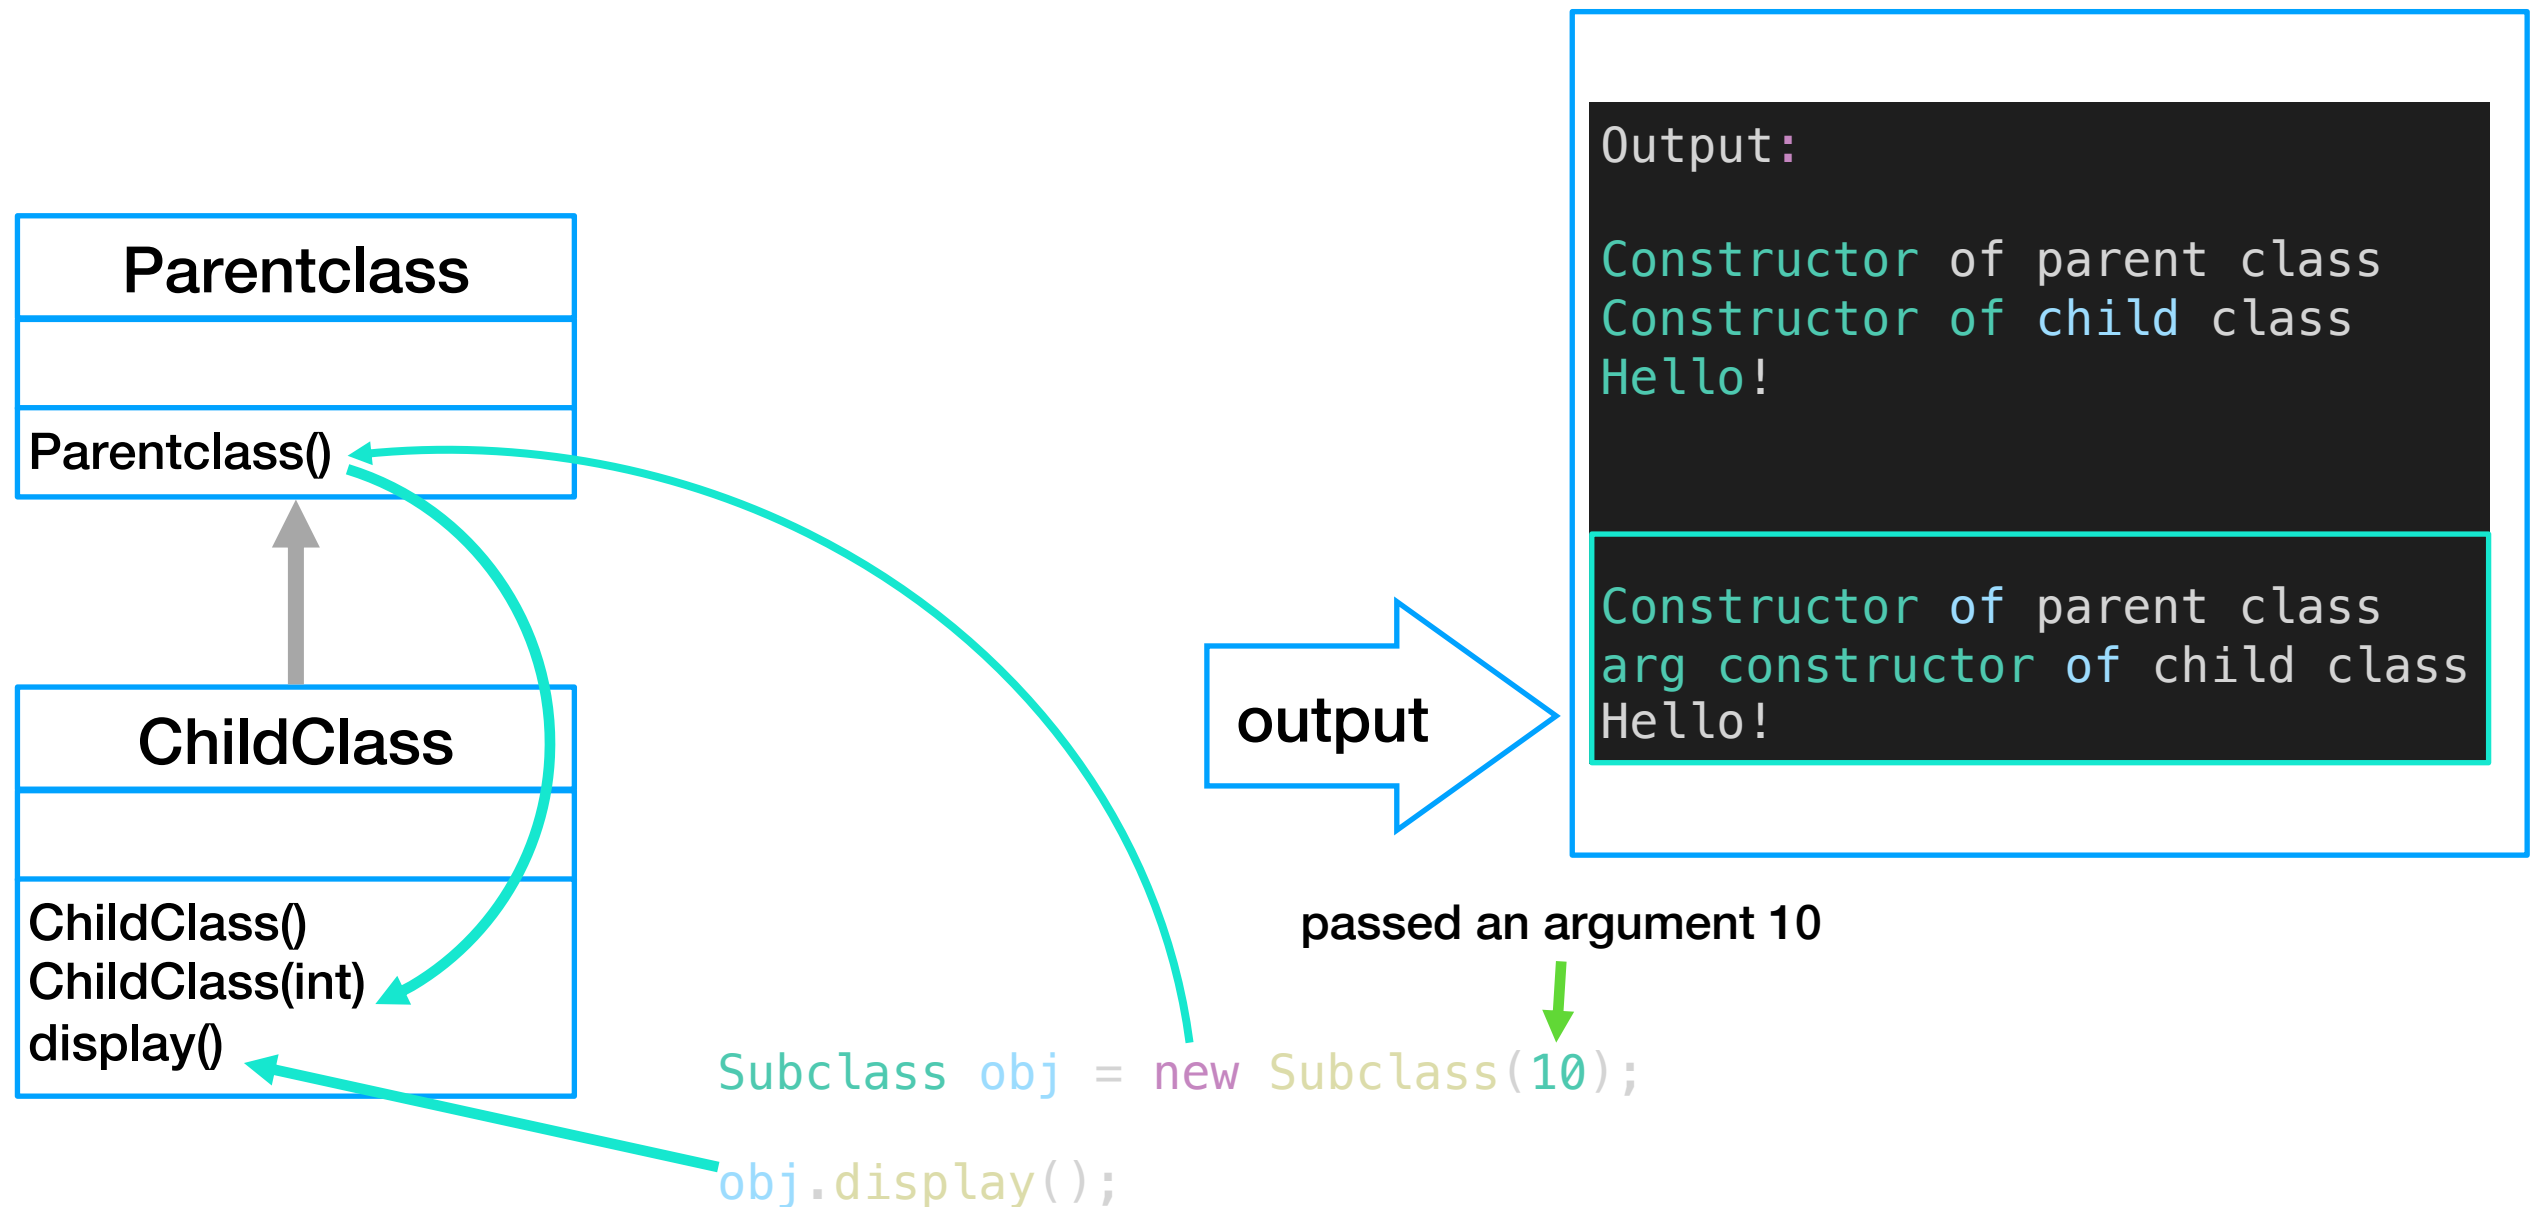 Parentclass
Parentclass()
ChildClass
ChildClass()
ChildClass(int)
display()
output
Output:
Constructor of parent class
Constructor of child class
Hello!
Constructor of parent class
arg constructor of child class
Hello!
passed an argument 10
Subclass obj = new Subclass(10);
obj.display();